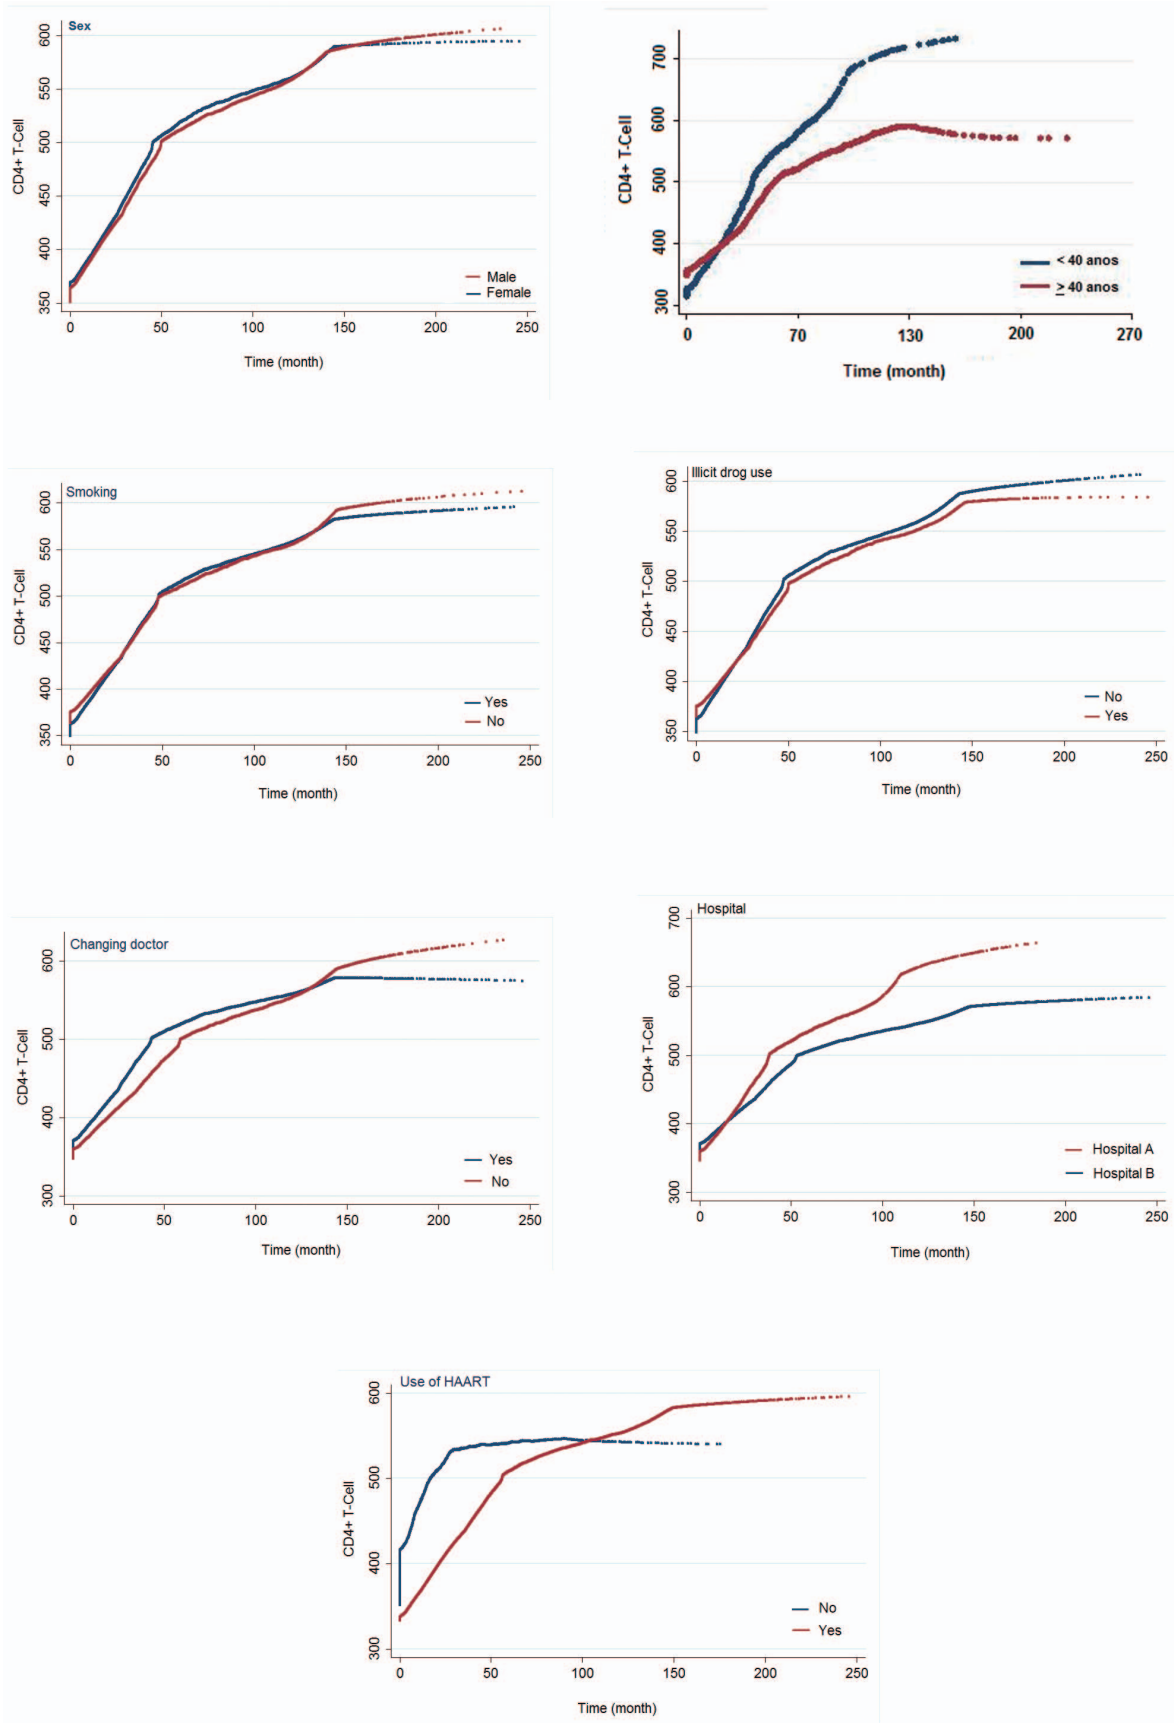 Sex
CD4+ T-Cell
600
550
500
450
400
350
Male
Female
0 50 100 150 200 250
Time (month)
CD4+ T-Cell
700
600
500
400
300
< 40 anos
≥ 40 anos
0 70 130 200 270
Time (month)
Smoking
CD4+ T-Cell
600
550
500
450
400
350
Yes
No
0 50 100 150 200 250
Time (month)
Illicit drug use
CD4+ T-Cell
600
550
500
450
400
350
No
Yes
0 50 100 150 200 250
Time (month)
Changing doctor
CD4+ T-Cell
600
500
400
300
Yes
No
0 50 100 150 200 250
Time (month)
Hospital
CD4+ T-Cell
700
600
500
400
300
Hospital A
Hospital B
0 50 100 150 200 250
Time (month)
Use of HAART
CD4+ T-Cell
600
500
400
300
No
Yes
0 50 100 150 200 250
Time (month)